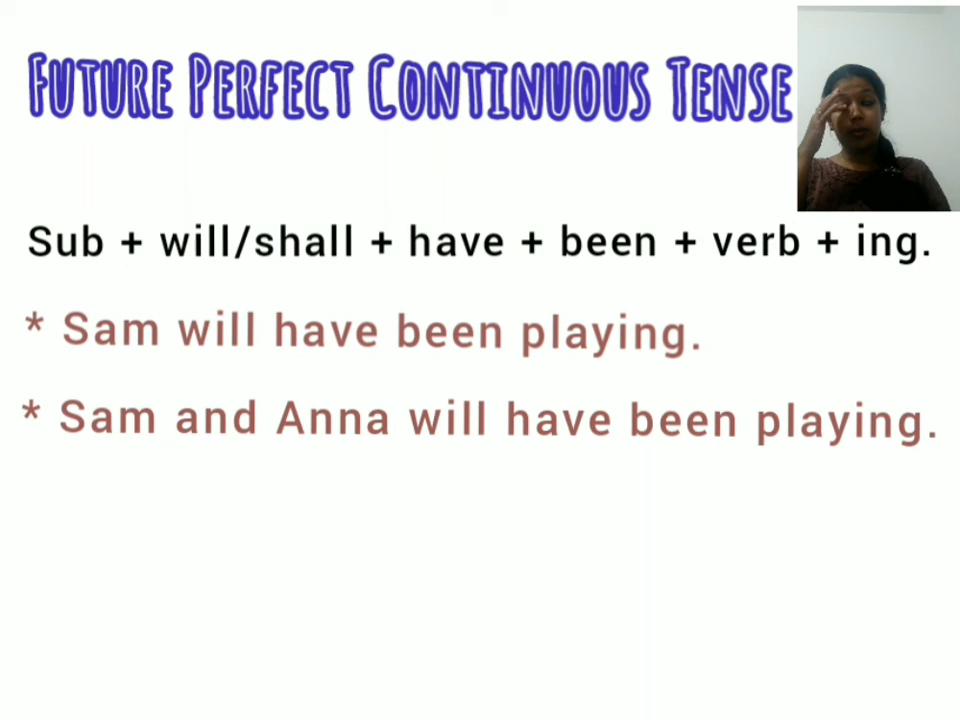 Future Perfect Continuous Tense
Sub + will/shall + have + been + verb + ing.
* Sam will have been playing.
* Sam and Anna will have been playing.